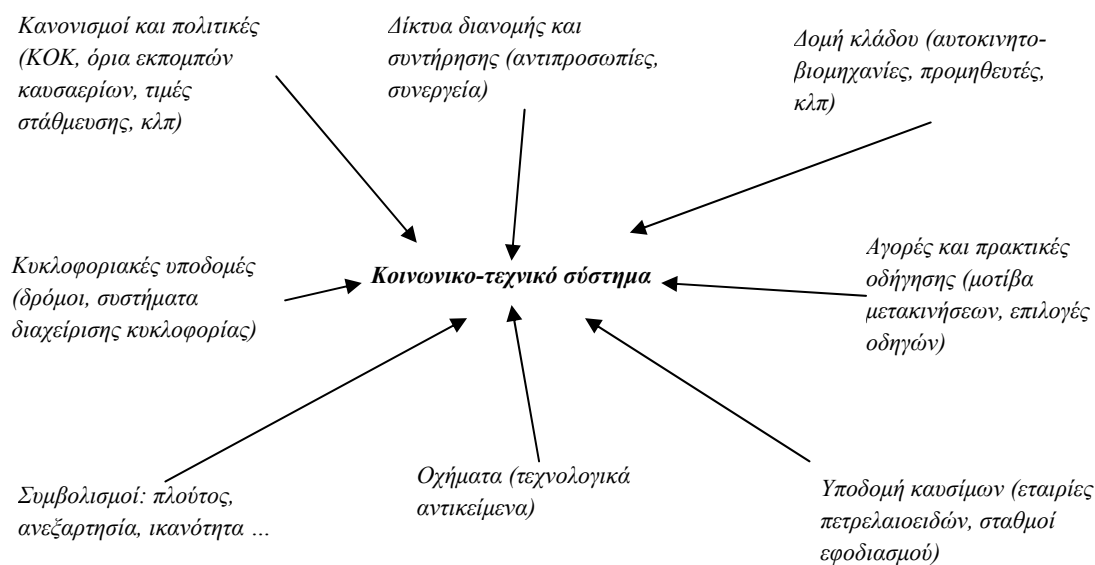 Κανονισμοί και πολιτικές
(ΚΟΚ, όρια εκπομπών
καυσαερίων, τιμές
στάθμευσης, κλπ)
Δίκτυα διανομής και
συντήρησης (αντιπροσωπίες,
συνεργεία)
Δομή κλάδου (αυτοκινητο-
βιομηχανίες, προμηθευτές,
κλπ)
Κυκλοφοριακές υποδομές
(δρόμοι, συστήματα
διαχείρισης κυκλοφορίας)
Κοινωνικο-τεχνικό σύστημα
Αγορές και πρακτικές
οδήγησης (μοτίβα
μετακινήσεων, επιλογές
οδηγών)
Συμβολισμοί: πλούτος,
ανεξαρτησία, ικανότητα …
Οχήματα (τεχνολογικά
αντικείμενα)
Υποδομή καυσίμων (εταιρίες
πετρελαιοειδών, σταθμοί
εφοδιασμού)